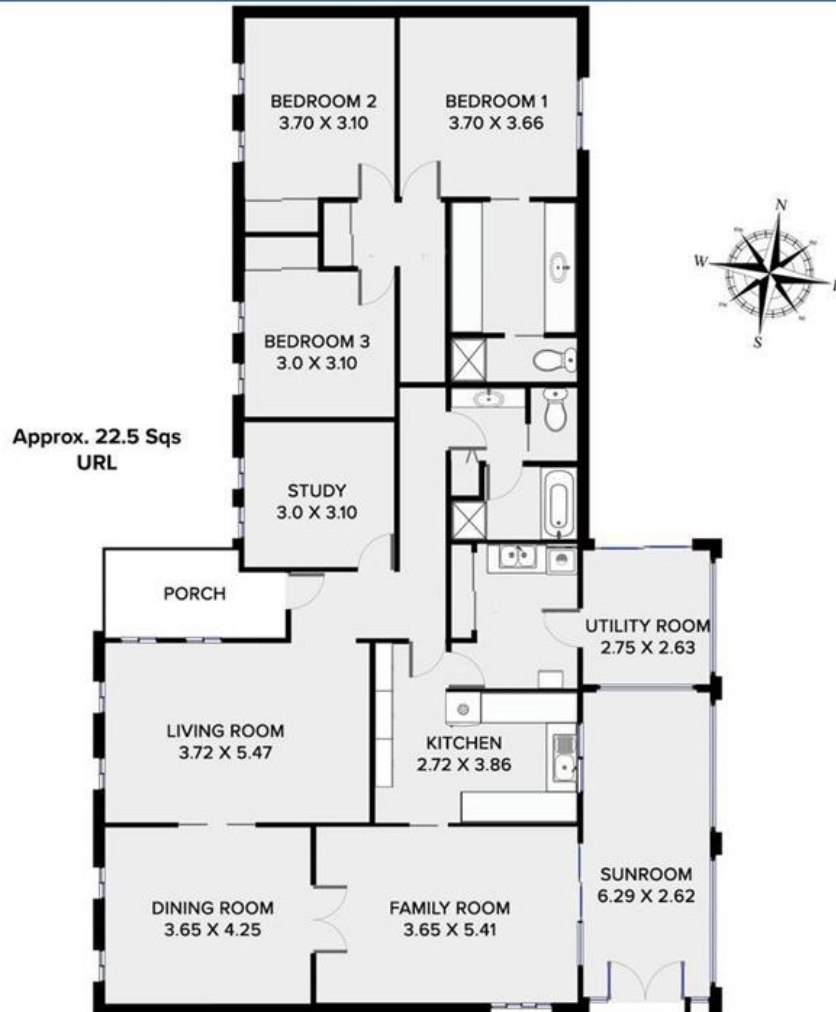 BEDROOM 2
3.70 X 3.10
BEDROOM 1
3.70 X 3.66
N
W
S
BEDROOM 3
3.0 X 3.10
Approx. 22.5 Sqs
URL
STUDY
3.0 X 3.10
PORCH
UTILITY ROOM
2.75 X 2.63
LIVING ROOM
3.72 X 5.47
KITCHEN
2.72 X 3.86
SUNROOM
6.29 X 2.62
DINING ROOM
3.65 X 4.25
FAMILY ROOM
3.65 X 5.41